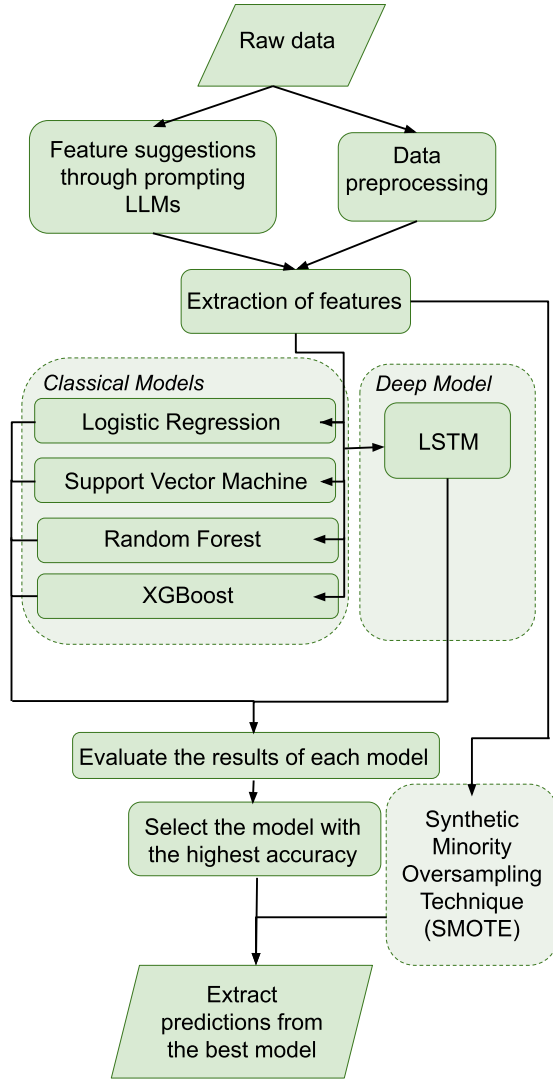 Raw data
Feature suggestions
through prompting
LLMs
Data
preprocessing
Extraction of features
Classical Models
Logistic Regression
Support Vector Machine
Random Forest
XGBoost
Deep Model
LSTM
Evaluate the results of each model
Select the model with
the highest accuracy
Synthetic
Minority
Oversampling
Technique
(SMOTE)
Extract
predictions from
the best model